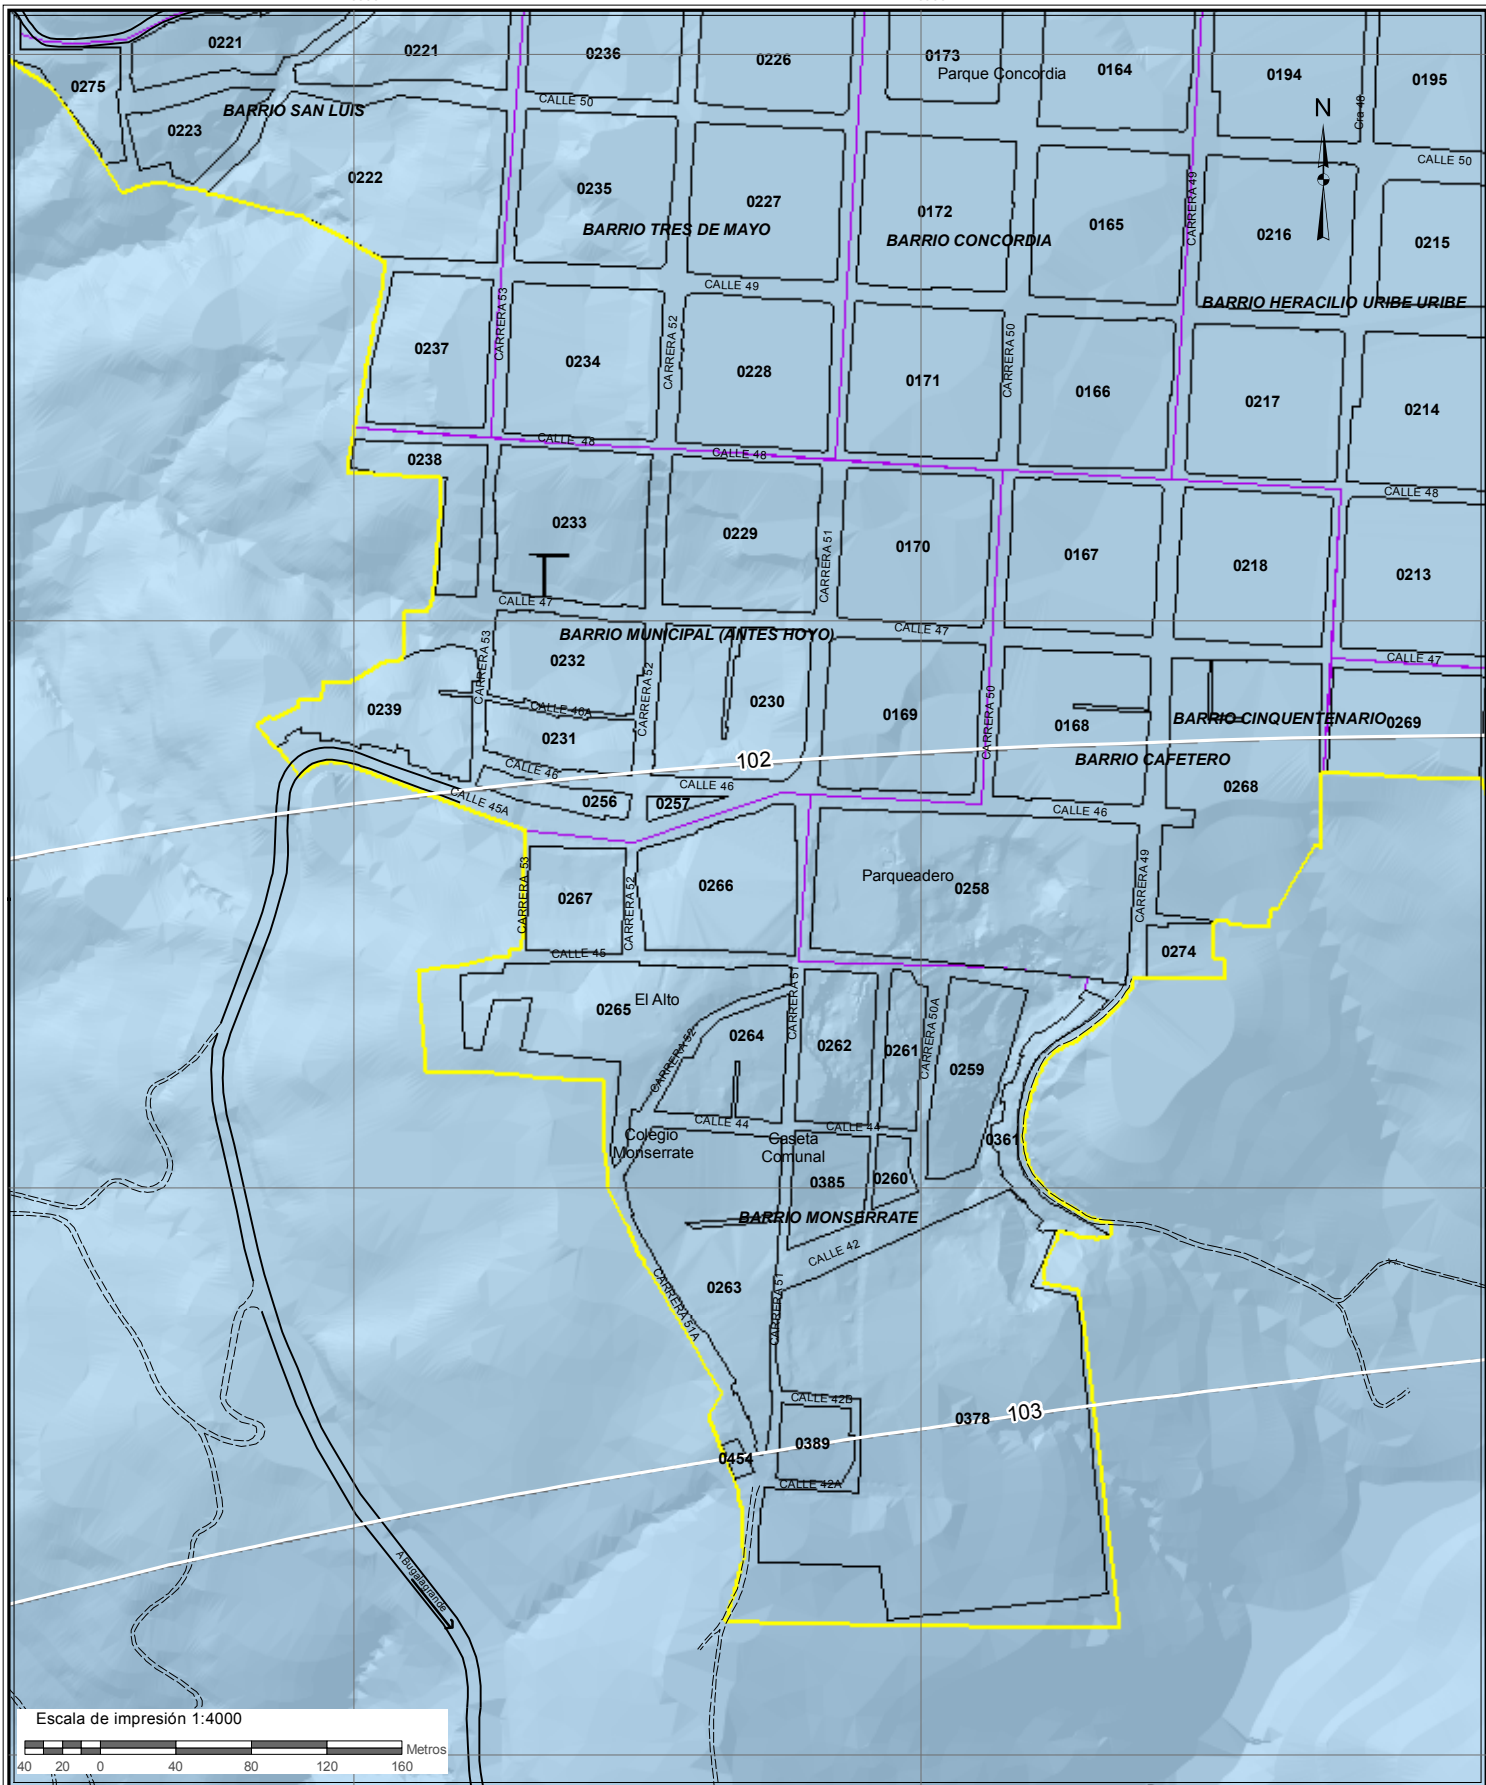 0221
0221
0236
0226
0173
Parque Concordia
0164
0194
0195
0275
BARRIO SAN LUIS
CALLE 50
Cra 48
N
0223
0222
0235
0227
0172
0165
CARRERA 49
0216
0215
CALLE 50
BARRIO TRES DE MAYO
BARRIO CONCORDIA
CALLE 49
BARRIO HERACILIO URIBE URIBE
0237
CARRERA 53
0234
CARRERA 52
0228
0171
CARRERA 50
0166
0217
0214
CALLE 48
CALLE 48
0238
CALLE 48
0233
0229
CARRERA 51
0170
0167
0218
0213
CALLE 47
BARRIO MUNICIPAL (ANTES HOYO)
CALLE 47
CALLE 47
CARRERA 53
0232
CARRERA 52
0239
CALLE 46A
0230
0169
CARRERA 50
0168
BARRIO CINQUENTENARIO
0269
0231
102
BARRIO CAFETERO
CALLE 46
CALLE 46
0268
CALLE 45A
0256
0257
CALLE 46
Parqueadero
CARRERA 53
0267
CARRERA 52
0266
0258
CARRERA 49
CALLE 45
0274
0265
El Alto
CARRERA 51
0264
CARRERA 52
0262
0261
CARRERA 50A
0259
CALLE 44
CALLE 44
Colegio
Monserrate
Caseta
Comunal
0361
0385
0260
BARRIO MONSERRATE
CALLE 42
0263
CARRERA 51A
CARRERA 51
CALLE 42B
0378
103
0389
0454
CALLE 42A
A Bugalagrande
Escala de impresión 1:4000
Metros
40 20 0 40 80 120 160